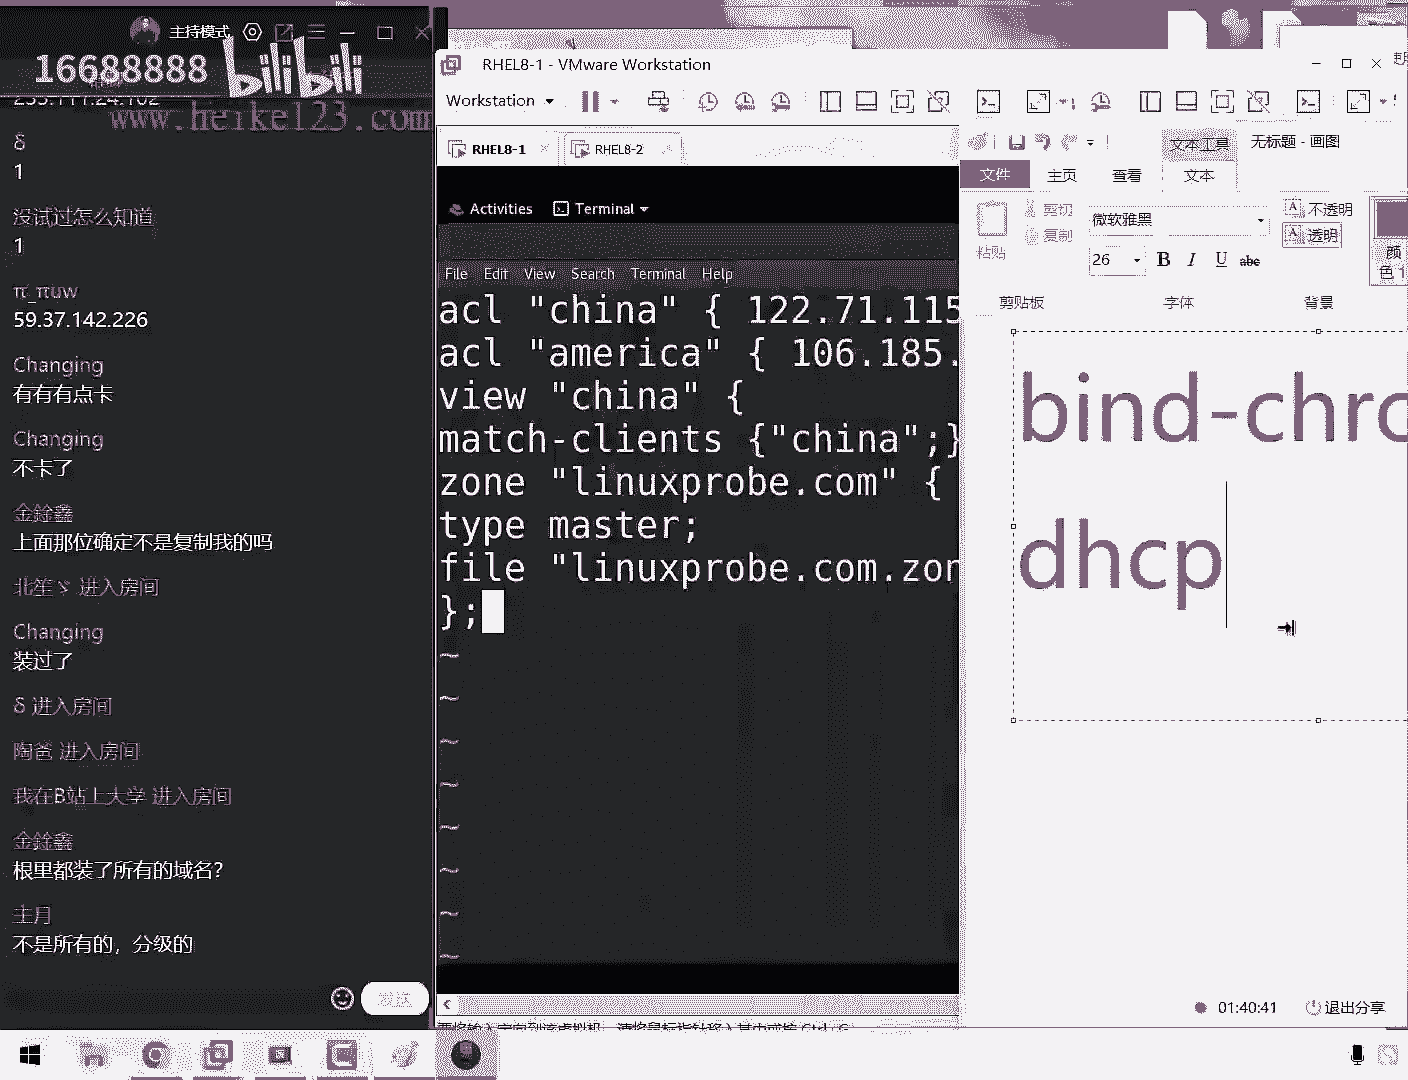 主持模式
16688888 bilibili
www.heike123.com
δ
1
没试过怎么知道
1
π_πuw
59.37.142.226
Changing
有有有点卡
Changing
不卡了
金鍂鑫
上面那位确定不是复制我的吗
北笙ゞ 进入房间
Changing
装过了
δ 进入房间
陶爸 进入房间
我在B站上大学 进入房间
金鍂鑫
根里都装了所有的域名?
主月
不是所有的，分级的
发送
RHEL8-1 - VMware Workstation
Workstation
RHEL8-1
RHEL8-2
Activities
Terminal
File Edit View Search Terminal Help
acl "china" { 122.71.115
acl "america" { 106.185.
view "china" {
match-clients {"china";}
zone "linuxprobe.com" {
type master;
file "linuxprobe.com.zon
};
~
~
~
~
~
~
~
~
文本工具
无标题 - 画图
文件
主页
查看
文本
粘贴
剪切
复制
微软雅黑
26
B I U abc
不透明
透明
颜
色 1
剪贴板
字体
背景
bind-chro
dhcp
01:40:41
退出分享